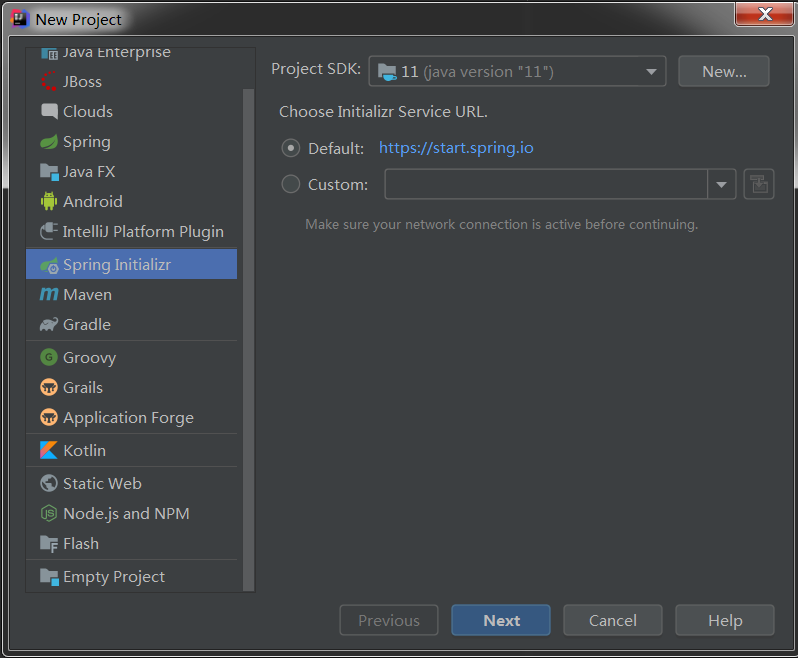 New Project
Java Enterprise
JBoss
Clouds
Spring
Java FX
Android
IntelliJ Platform Plugin
Spring Initializr
Maven
Gradle
Groovy
Grails
Application Forge
Kotlin
Static Web
Node.js and NPM
Flash
Empty Project
Project SDK: 11 (java version "11") New...
Choose Initializr Service URL.
Default: https://start.spring.io
Custom:
Make sure your network connection is active before continuing.
Previous Next Cancel Help